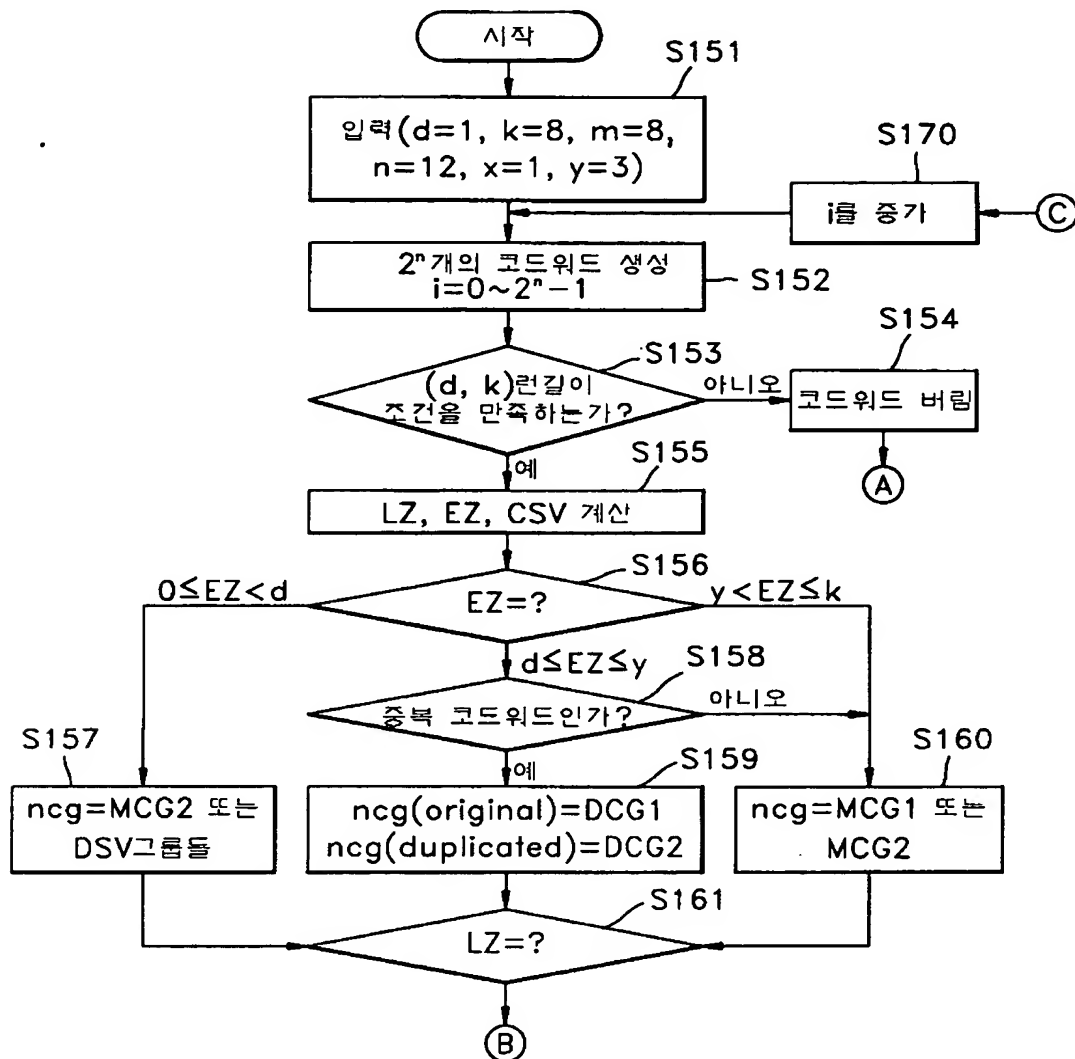 시작
S151
입력(d=1, k=8, m=8,
n=12, x=1, y=3)
S170
i를 증가
C
2ⁿ개의 코드워드 생성
i=0~2ⁿ-1
S152
S153
(d, k)런길이
조건을 만족하는가?
아니오
S154
코드워드 버림
A
예
S155
LZ, EZ, CSV 계산
S156
0≤EZ<d
EZ=?
y<EZ≤k
d≤EZ≤y
S158
중복 코드워드인가?
아니오
S157
예
S159
S160
ncg=MCG2 또는
DSV그룹들
ncg(original)=DCG1
ncg(duplicated)=DCG2
ncg=MCG1 또는
MCG2
S161
LZ=?
B